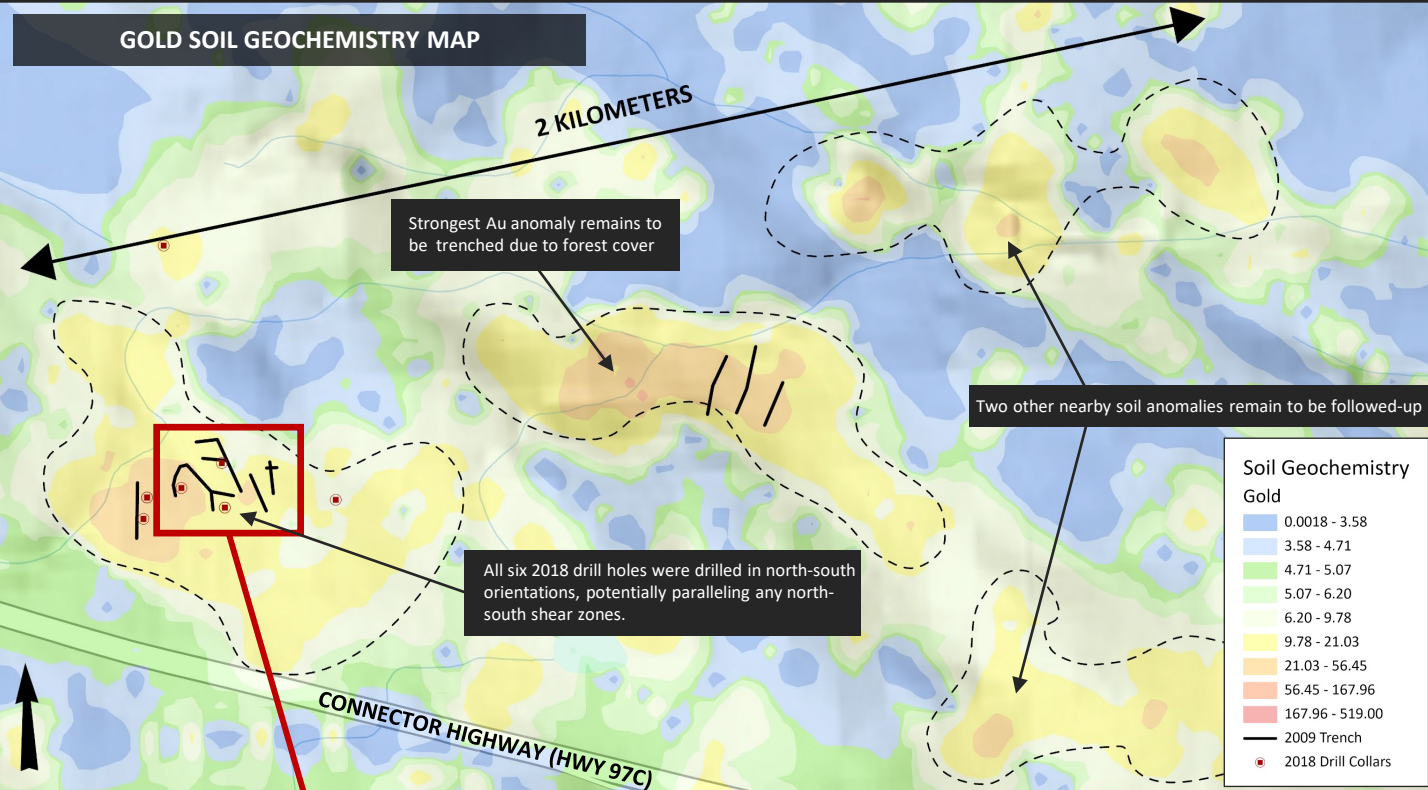 GOLD SOIL GEOCHEMISTRY MAP
2 KILOMETERS
Strongest Au anomaly remains to
be trenched due to forest cover
Two other nearby soil anomalies remain to be followed-up
All six 2018 drill holes were drilled in north-south
orientations, potentially paralleling any north-
south shear zones.
CONNECTOR HIGHWAY (HWY 97C)
Soil Geochemistry
Gold
0.0018 - 3.58
3.58 - 4.71
4.71 - 5.07
5.07 - 6.20
6.20 - 9.78
9.78 - 21.03
21.03 - 56.45
56.45 - 167.96
167.96 - 519.00
2009 Trench
2018 Drill Collars